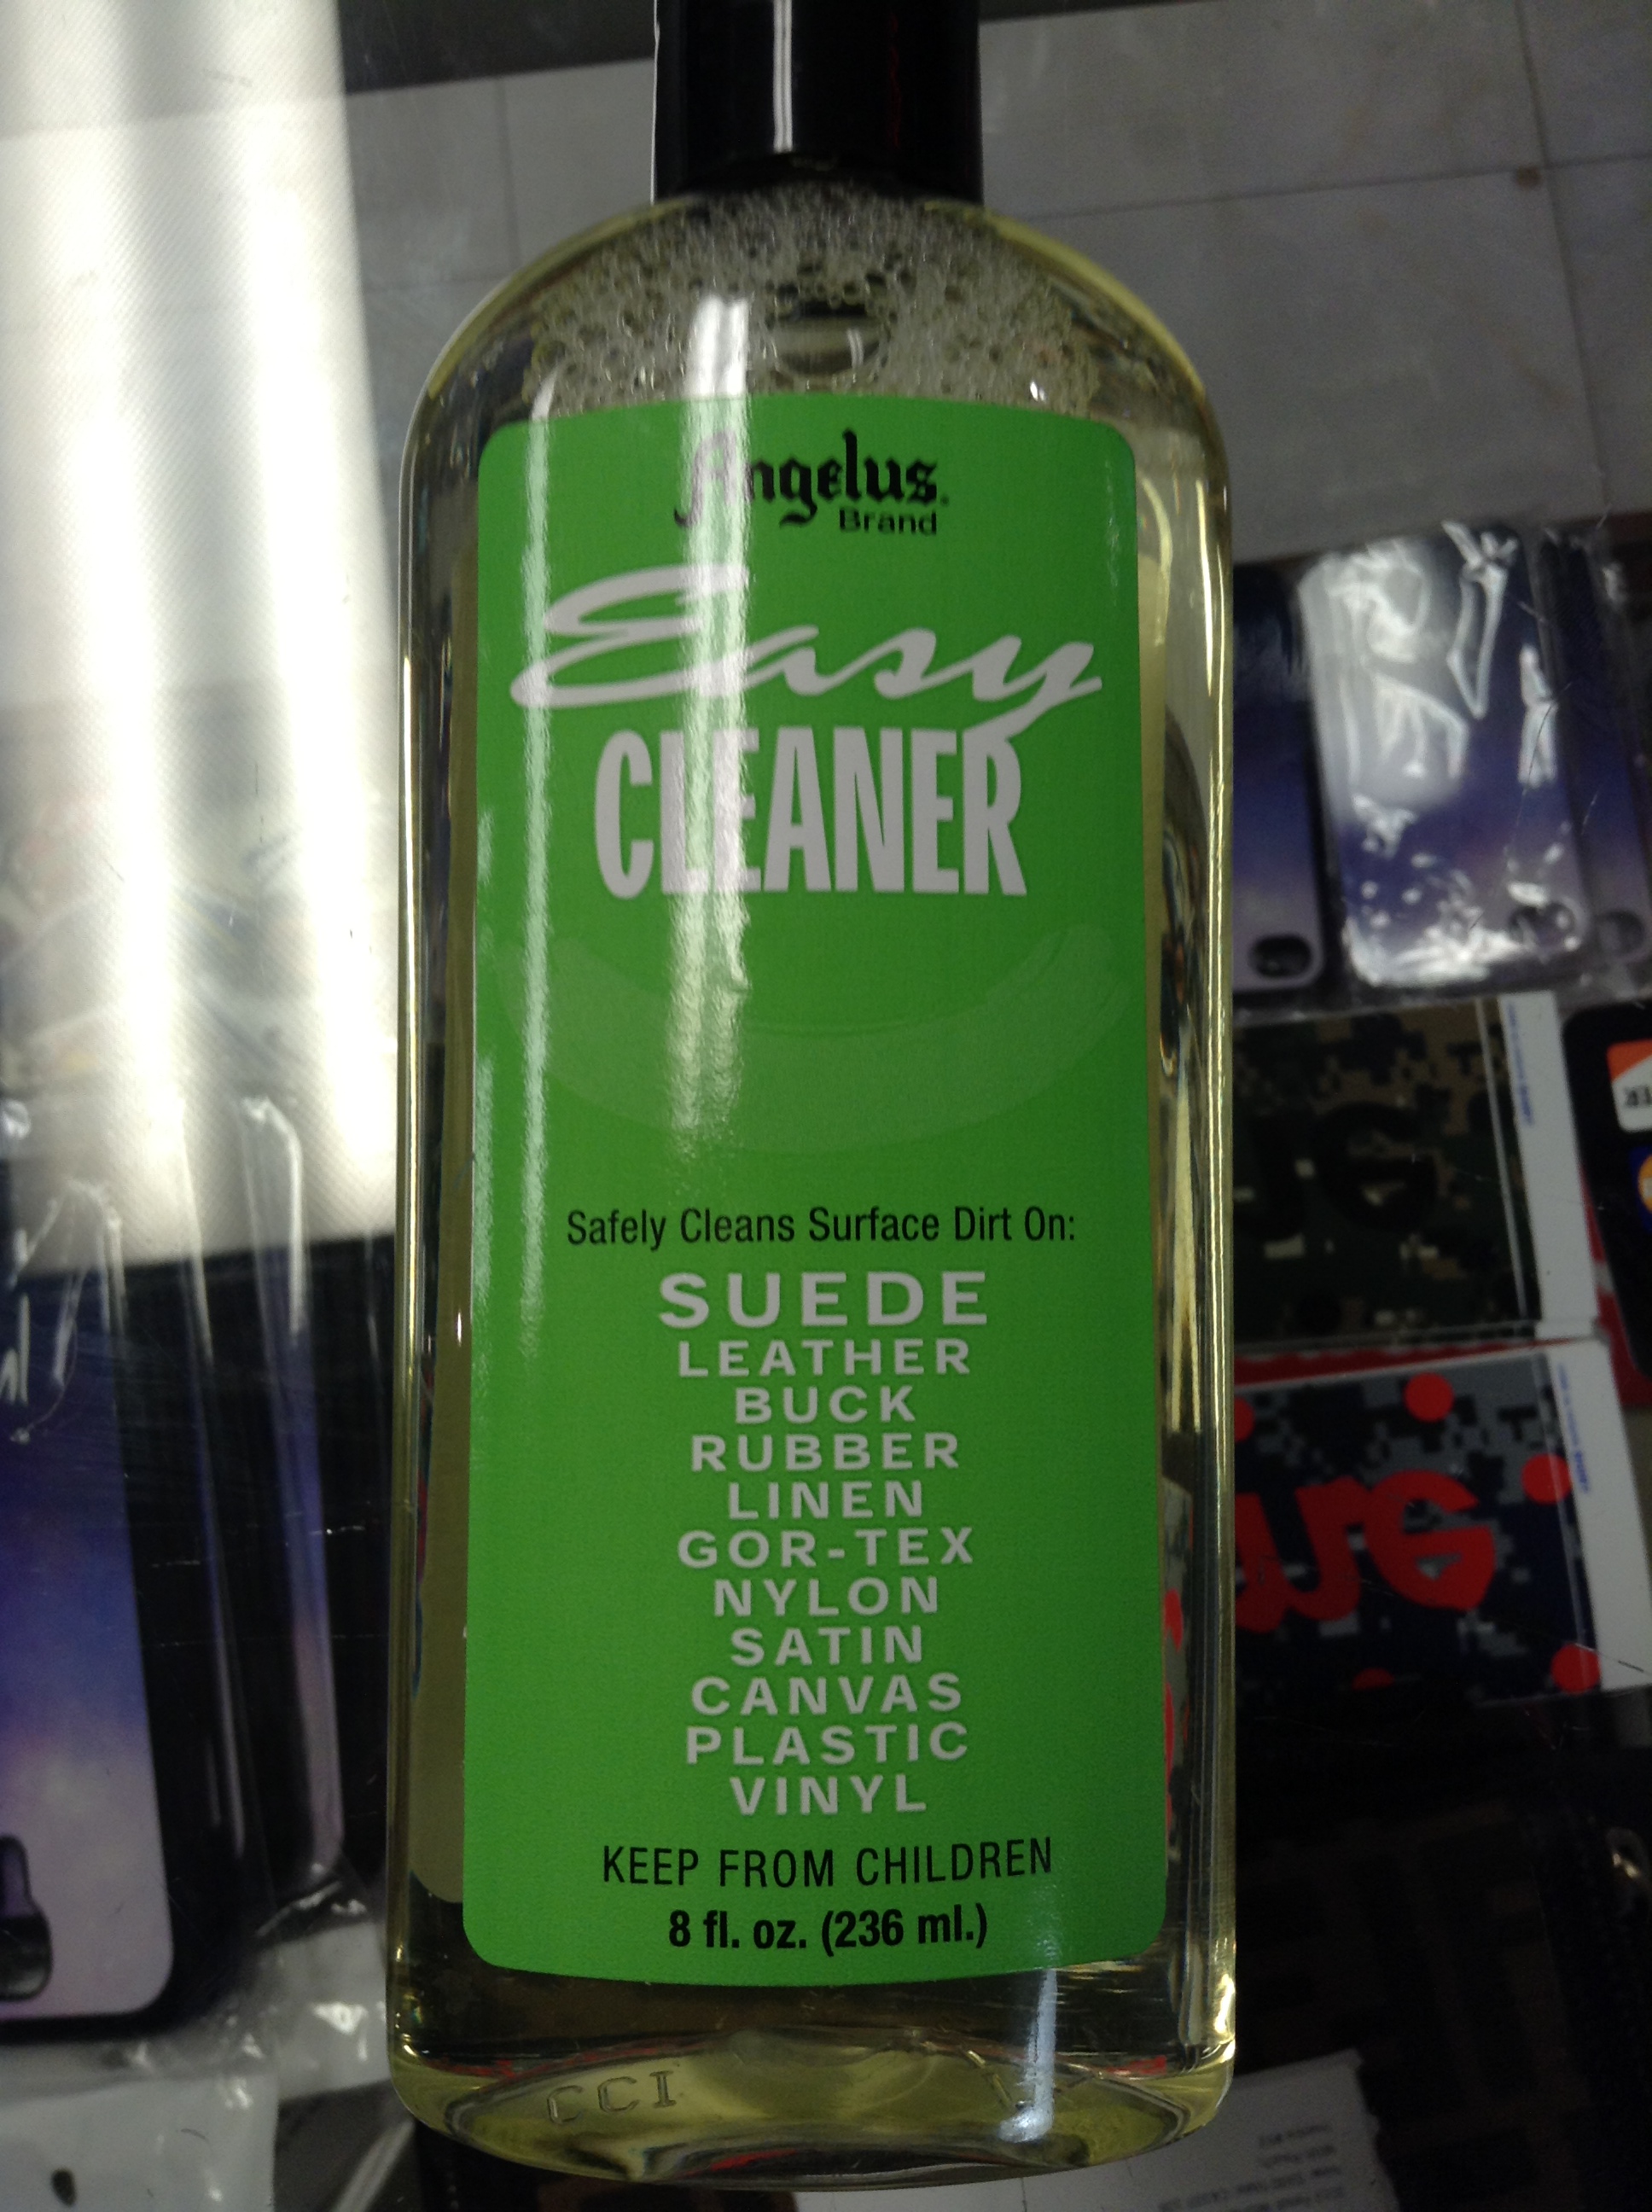 Angelus
Brand
Easy
CLEANER
Safely Cleans Surface Dirt On:
SUEDE
LEATHER
BUCK
RUBBER
LINEN
GOR-TEX
NYLON
SATIN
CANVAS
PLASTIC
VINYL
KEEP FROM CHILDREN
8 fl. oz. (236 ml.)
CCI